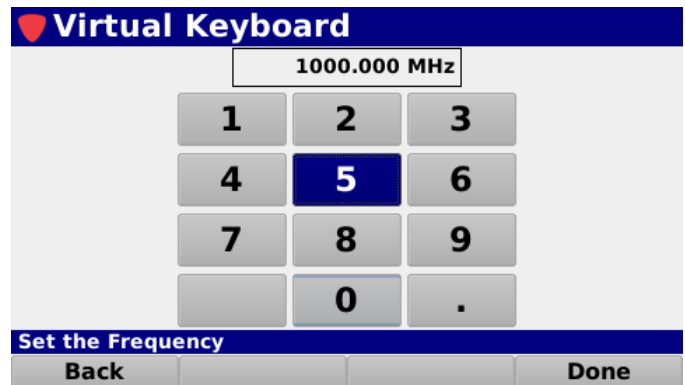 Virtual Keyboard
1000.000 MHz
1 2 3
4 5 6
7 8 9
0 .
Set the Frequency
Back Done